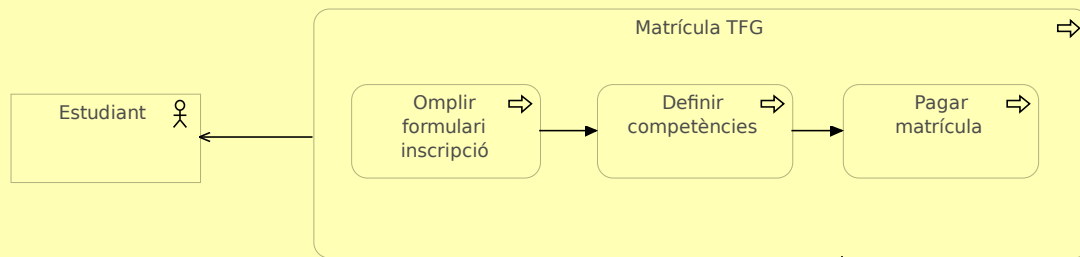 Matrícula TFG
Estudiant
Omplir
formulari
inscripció
Definir
competències
Pagar
matrícula